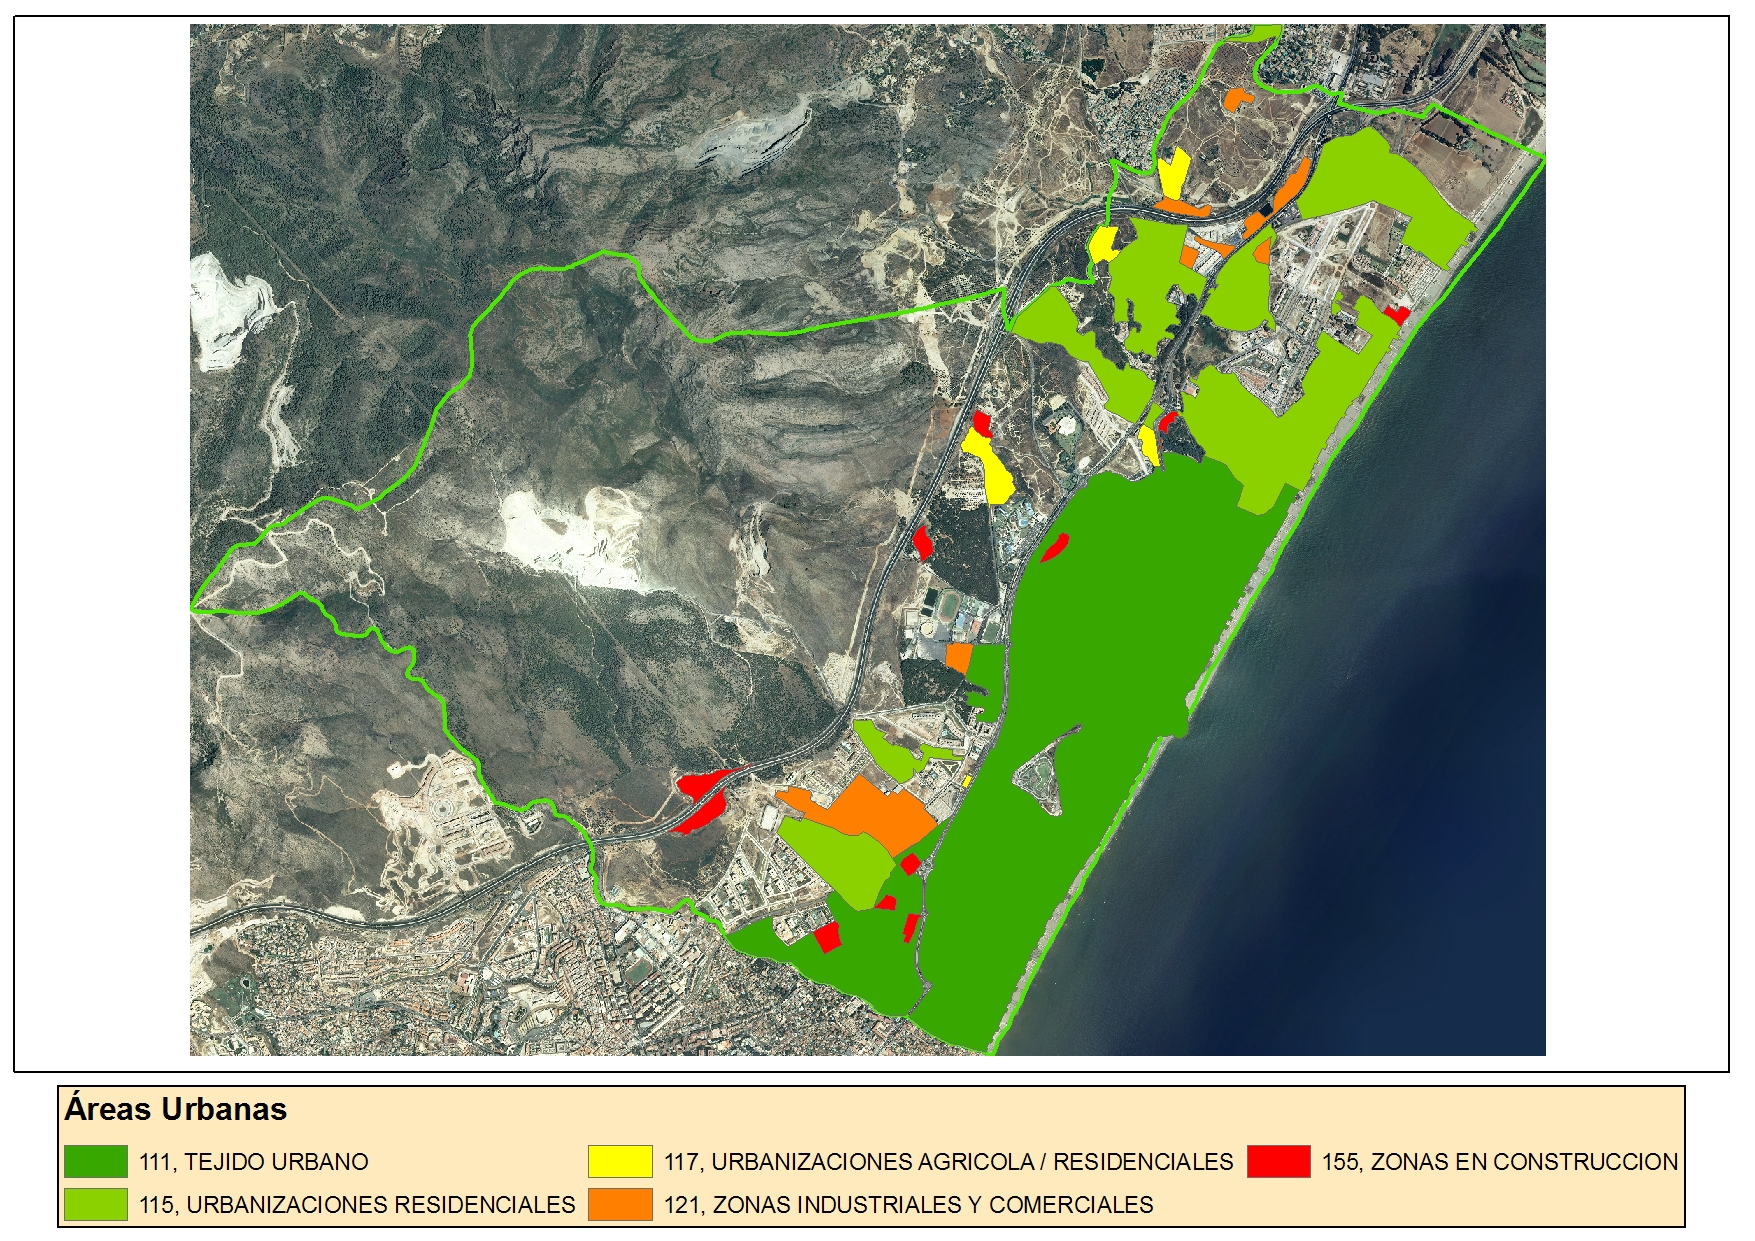 Áreas Urbanas
111, TEJIDO URBANO
117, URBANIZACIONES AGRICOLA / RESIDENCIALES
155, ZONAS EN CONSTRUCCION
115, URBANIZACIONES RESIDENCIALES
121, ZONAS INDUSTRIALES Y COMERCIALES